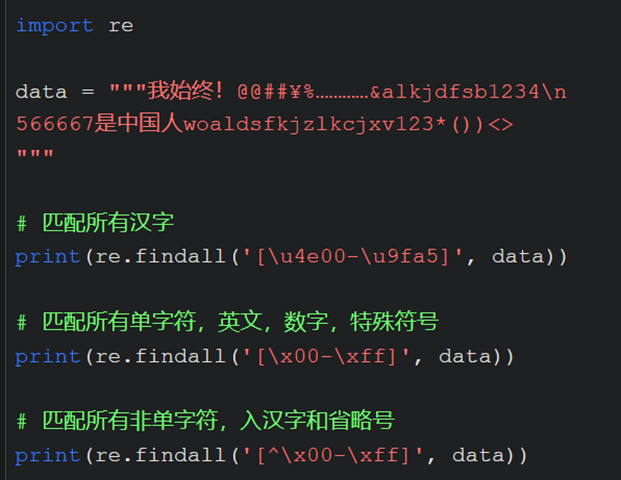 import re
data = """我始终！@@##¥%…………&alkjdfsb1234\n
566667是中国人woaldsfkjzlkcjxv123*())<>
"""
# 匹配所有汉字
print(re.findall('[\u4e00-\u9fa5]', data))
# 匹配所有单字符，英文，数字，特殊符号
print(re.findall('[\x00-\xff]', data))
# 匹配所有非单字符，入汉字和省略号
print(re.findall('[^\x00-\xff]', data))